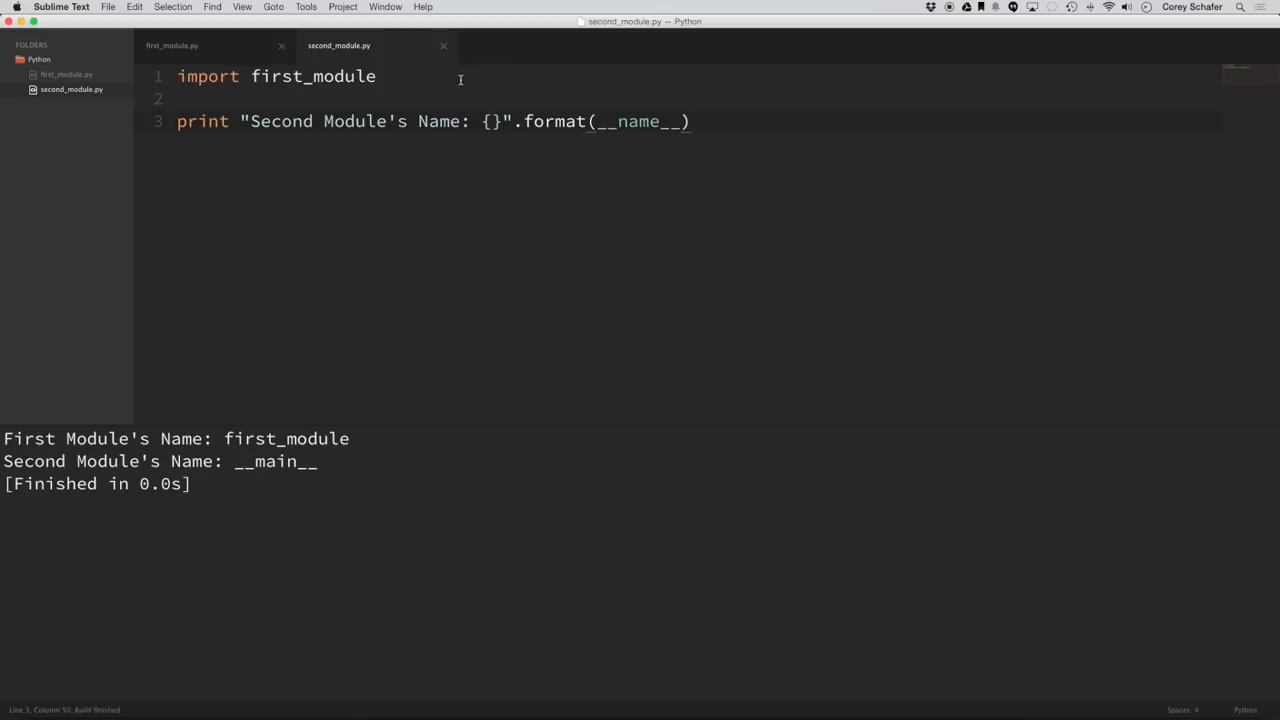 Sublime Text File Edit Selection Find View Goto Tools Project Window Help Corey Schafer
second_module.py — Python
FOLDERS
Python
first_module.py
second_module.py
first_module.py second_module.py
1 import first_module
2
3 print "Second Module's Name: {}".format(__name__)
First Module's Name: first_module
Second Module's Name: __main__
[Finished in 0.0s]
Line 3, Column 50; Build finished Spaces: 4 Python